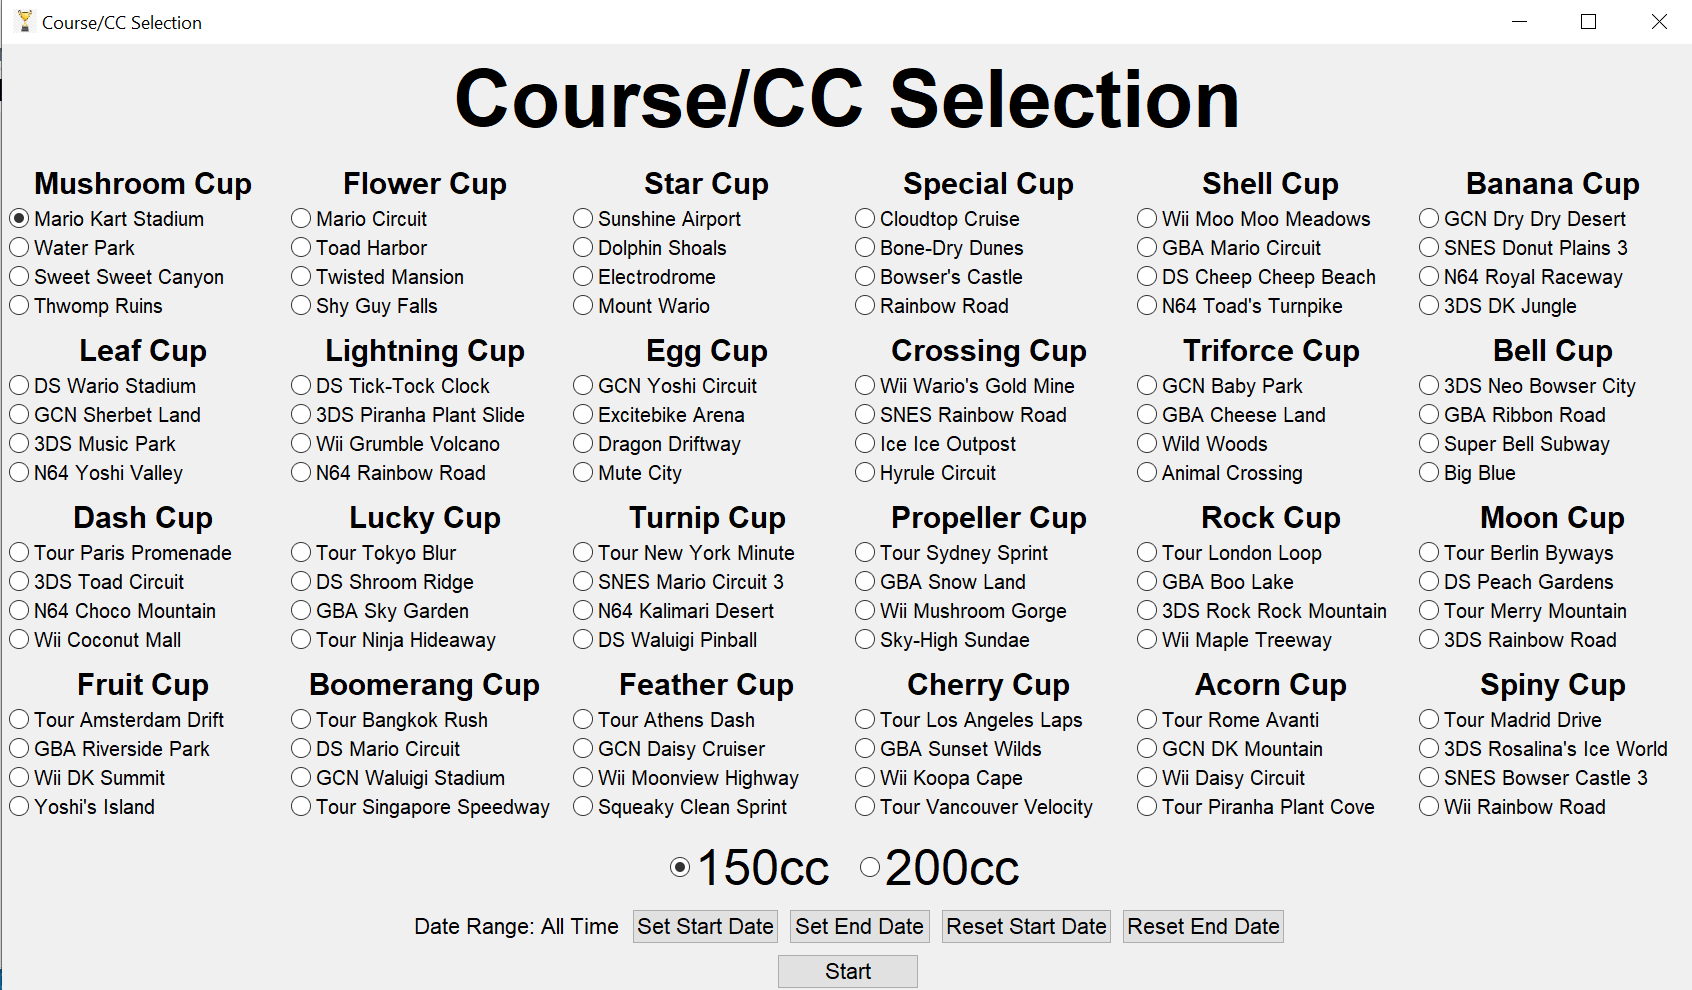 Course/CC Selection
Course/CC Selection
Mushroom Cup
Mario Kart Stadium
Water Park
Sweet Sweet Canyon
Thwomp Ruins
Flower Cup
Mario Circuit
Toad Harbor
Twisted Mansion
Shy Guy Falls
Star Cup
Sunshine Airport
Dolphin Shoals
Electrodrome
Mount Wario
Special Cup
Cloudtop Cruise
Bone-Dry Dunes
Bowser's Castle
Rainbow Road
Shell Cup
Wii Moo Moo Meadows
GBA Mario Circuit
DS Cheep Cheep Beach
N64 Toad's Turnpike
Banana Cup
GCN Dry Dry Desert
SNES Donut Plains 3
N64 Royal Raceway
3DS DK Jungle
Leaf Cup
DS Wario Stadium
GCN Sherbet Land
3DS Music Park
N64 Yoshi Valley
Lightning Cup
DS Tick-Tock Clock
3DS Piranha Plant Slide
Wii Grumble Volcano
N64 Rainbow Road
Egg Cup
GCN Yoshi Circuit
Excitebike Arena
Dragon Driftway
Mute City
Crossing Cup
Wii Wario's Gold Mine
SNES Rainbow Road
Ice Ice Outpost
Hyrule Circuit
Triforce Cup
GCN Baby Park
GBA Cheese Land
Wild Woods
Animal Crossing
Bell Cup
3DS Neo Bowser City
GBA Ribbon Road
Super Bell Subway
Big Blue
Dash Cup
Tour Paris Promenade
3DS Toad Circuit
N64 Choco Mountain
Wii Coconut Mall
Lucky Cup
Tour Tokyo Blur
DS Shroom Ridge
GBA Sky Garden
Tour Ninja Hideaway
Turnip Cup
Tour New York Minute
SNES Mario Circuit 3
N64 Kalimari Desert
DS Waluigi Pinball
Propeller Cup
Tour Sydney Sprint
GBA Snow Land
Wii Mushroom Gorge
Sky-High Sundae
Rock Cup
Tour London Loop
GBA Boo Lake
3DS Rock Rock Mountain
Wii Maple Treeway
Moon Cup
Tour Berlin Byways
DS Peach Gardens
Tour Merry Mountain
3DS Rainbow Road
Fruit Cup
Tour Amsterdam Drift
GBA Riverside Park
Wii DK Summit
Yoshi's Island
Boomerang Cup
Tour Bangkok Rush
DS Mario Circuit
GCN Waluigi Stadium
Tour Singapore Speedway
Feather Cup
Tour Athens Dash
GCN Daisy Cruiser
Wii Moonview Highway
Squeaky Clean Sprint
Cherry Cup
Tour Los Angeles Laps
GBA Sunset Wilds
Wii Koopa Cape
Tour Vancouver Velocity
Acorn Cup
Tour Rome Avanti
GCN DK Mountain
Wii Daisy Circuit
Tour Piranha Plant Cove
Spiny Cup
Tour Madrid Drive
3DS Rosalina's Ice World
SNES Bowser Castle 3
Wii Rainbow Road
150cc 200cc
Date Range: All Time Set Start Date Set End Date Reset Start Date Reset End Date
Start